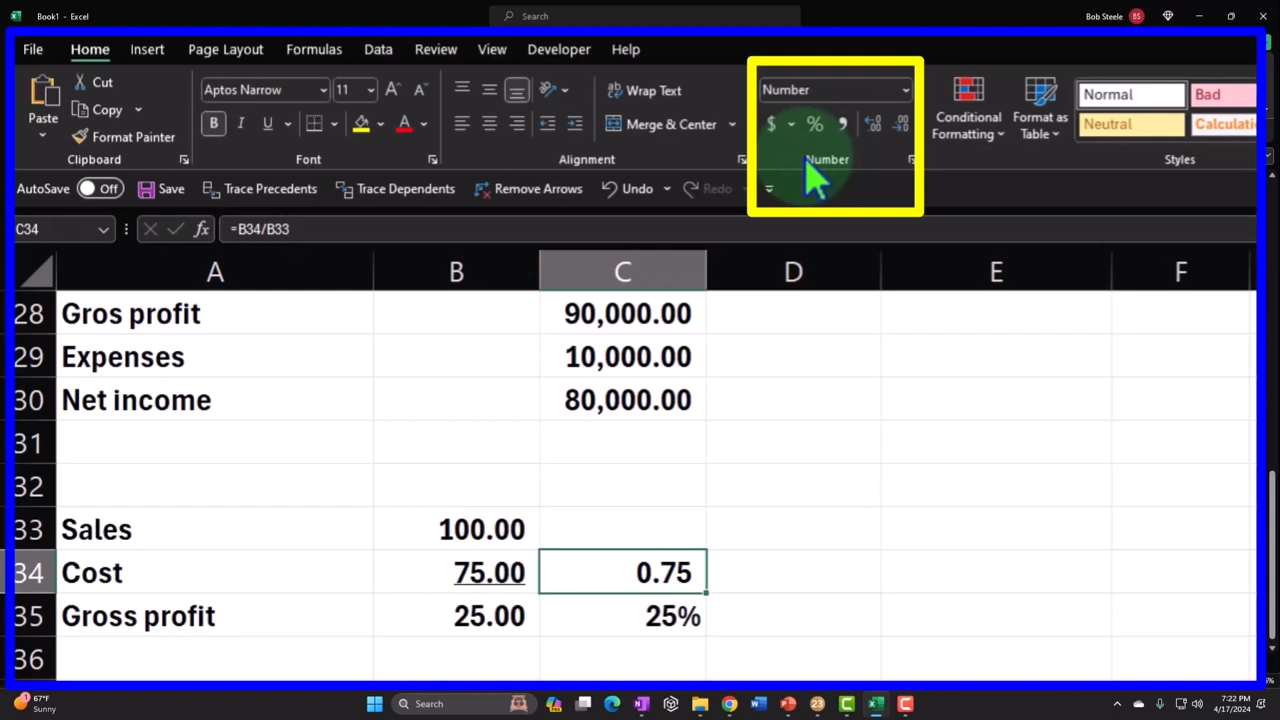 Book1 - Excel
Search
Bob Steele BS
File Home Insert Page Layout Formulas Data Review View Developer Help
Paste
Cut
Copy
Format Painter
Clipboard
Aptos Narrow 11 A A
B I U A
Font
Wrap Text
Merge & Center
Alignment
Number
$ % ,
Number
Conditional Formatting
Format as Table
Normal Bad
Neutral Calculati
Styles
AutoSave Off Save Trace Precedents Trace Dependents Remove Arrows Undo Redo
C34 fx =B34/B33
A B C D E F
28 Gros profit 90,000.00
29 Expenses 10,000.00
30 Net income 80,000.00
31
32
33 Sales 100.00
34 Cost 75.00 0.75
35 Gross profit 25.00 25%
36
67°F
Sunny
Search
7:22 PM
4/17/2024